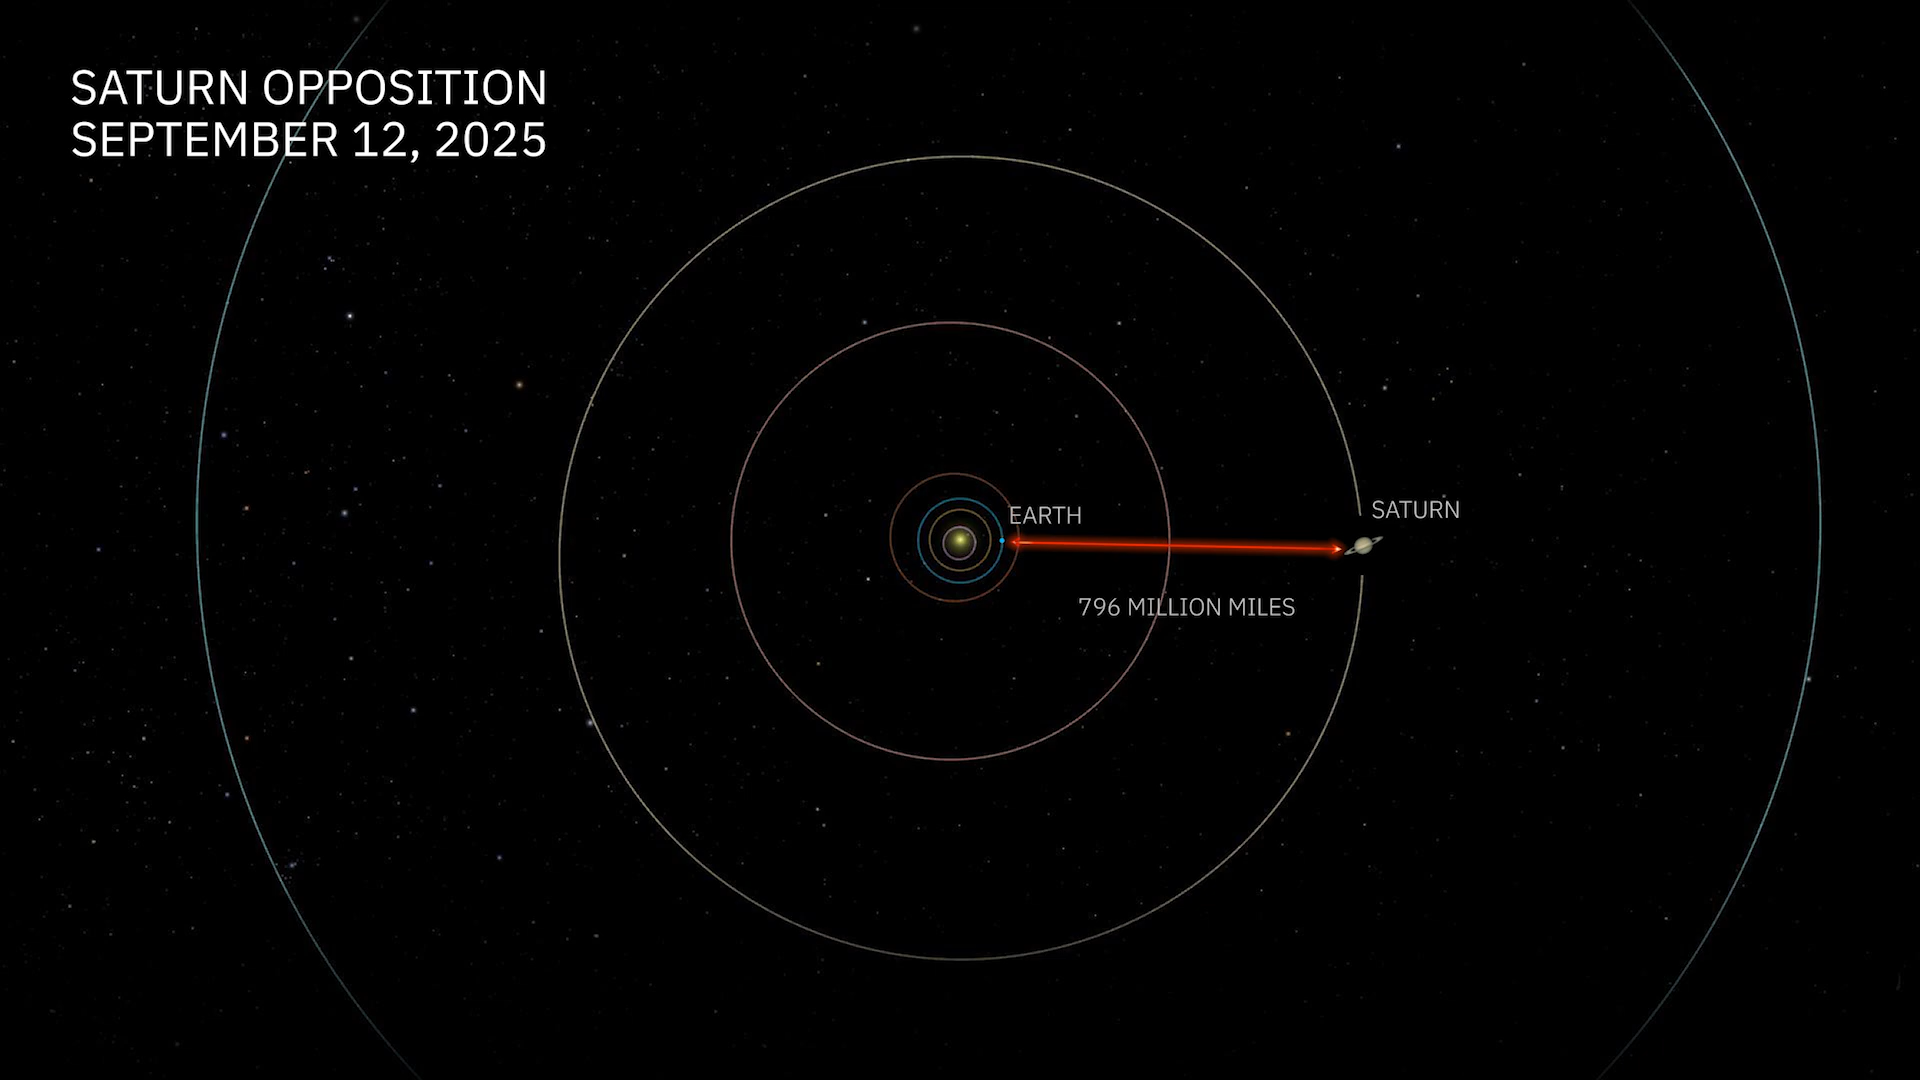 SATURN OPPOSITION
SEPTEMBER 12, 2025
EARTH
SATURN
796 MILLION MILES